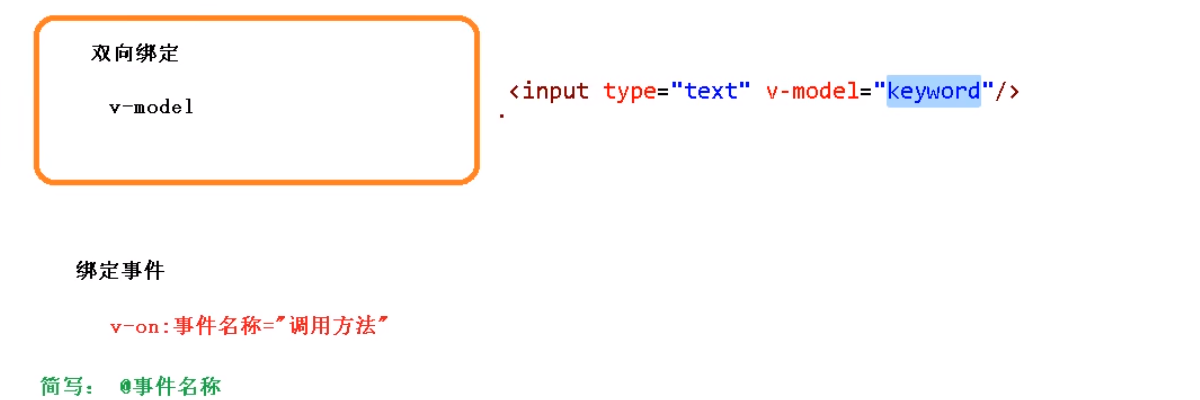 双向绑定
v-model
<input type="text" v-model="keyword"/>
绑定事件
v-on:事件名称="调用方法"
简写： @事件名称